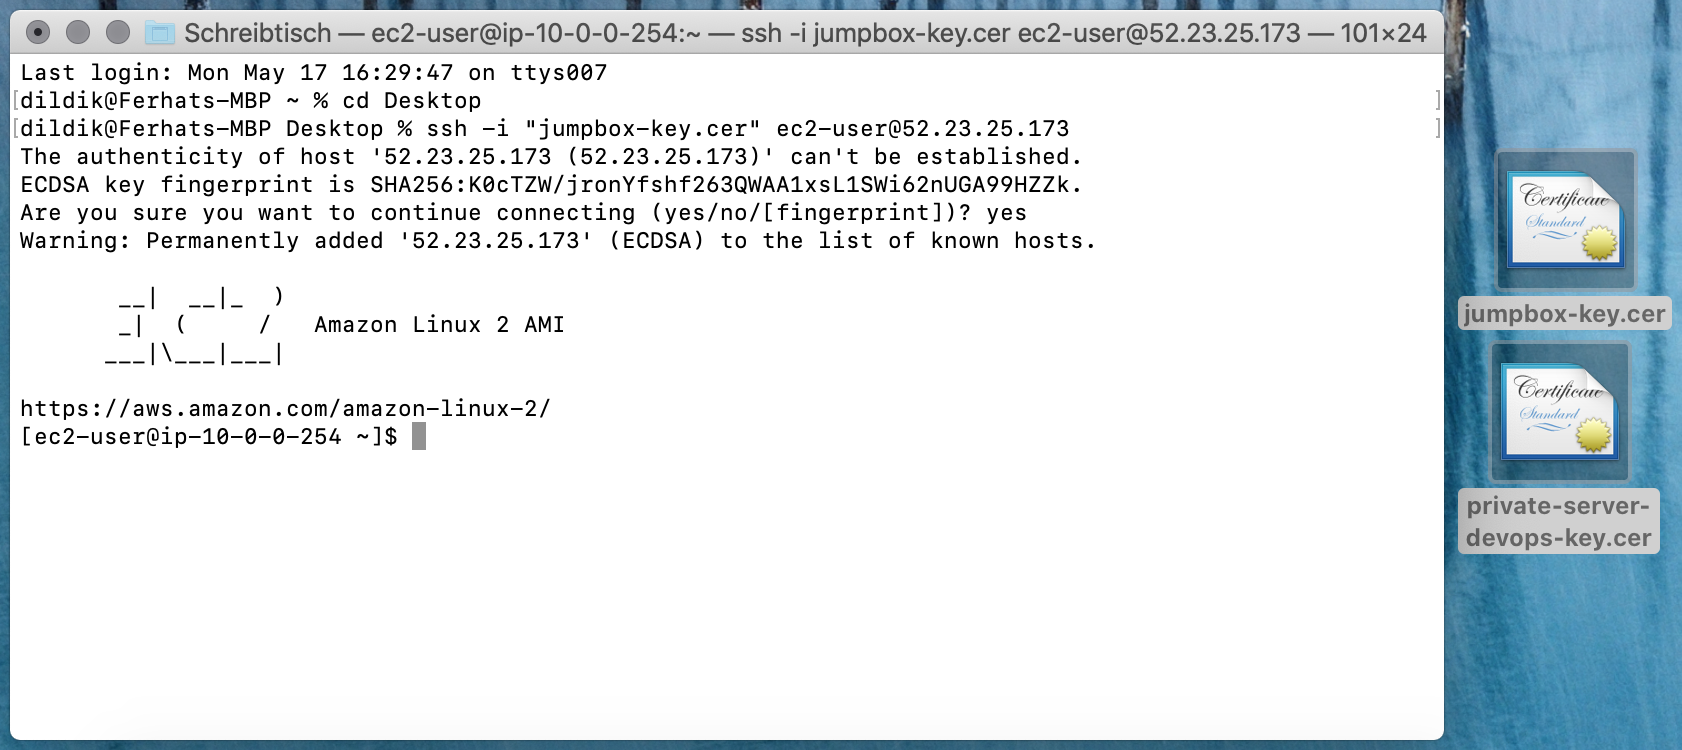 Schreibtisch — ec2-user@ip-10-0-0-254:~ — ssh -i jumpbox-key.cer ec2-user@52.23.25.173 — 101×24
Last login: Mon May 17 16:29:47 on ttys007
[dildik@Ferhats-MBP ~ % cd Desktop ]
[dildik@Ferhats-MBP Desktop % ssh -i "jumpbox-key.cer" ec2-user@52.23.25.173 ]
The authenticity of host '52.23.25.173 (52.23.25.173)' can't be established.
ECDSA key fingerprint is SHA256:K0cTZW/jronYfshf263QWAA1xsL1SWi62nUGA99HZZk.
Are you sure you want to continue connecting (yes/no/[fingerprint])? yes
Warning: Permanently added '52.23.25.173' (ECDSA) to the list of known hosts.
       __|  __|_  )
       _|  (     /   Amazon Linux 2 AMI
      ___|\___|___|
https://aws.amazon.com/amazon-linux-2/
[ec2-user@ip-10-0-0-254 ~]$
Certificate
Standard
jumpbox-key.cer
Certificate
Standard
private-server-
devops-key.cer